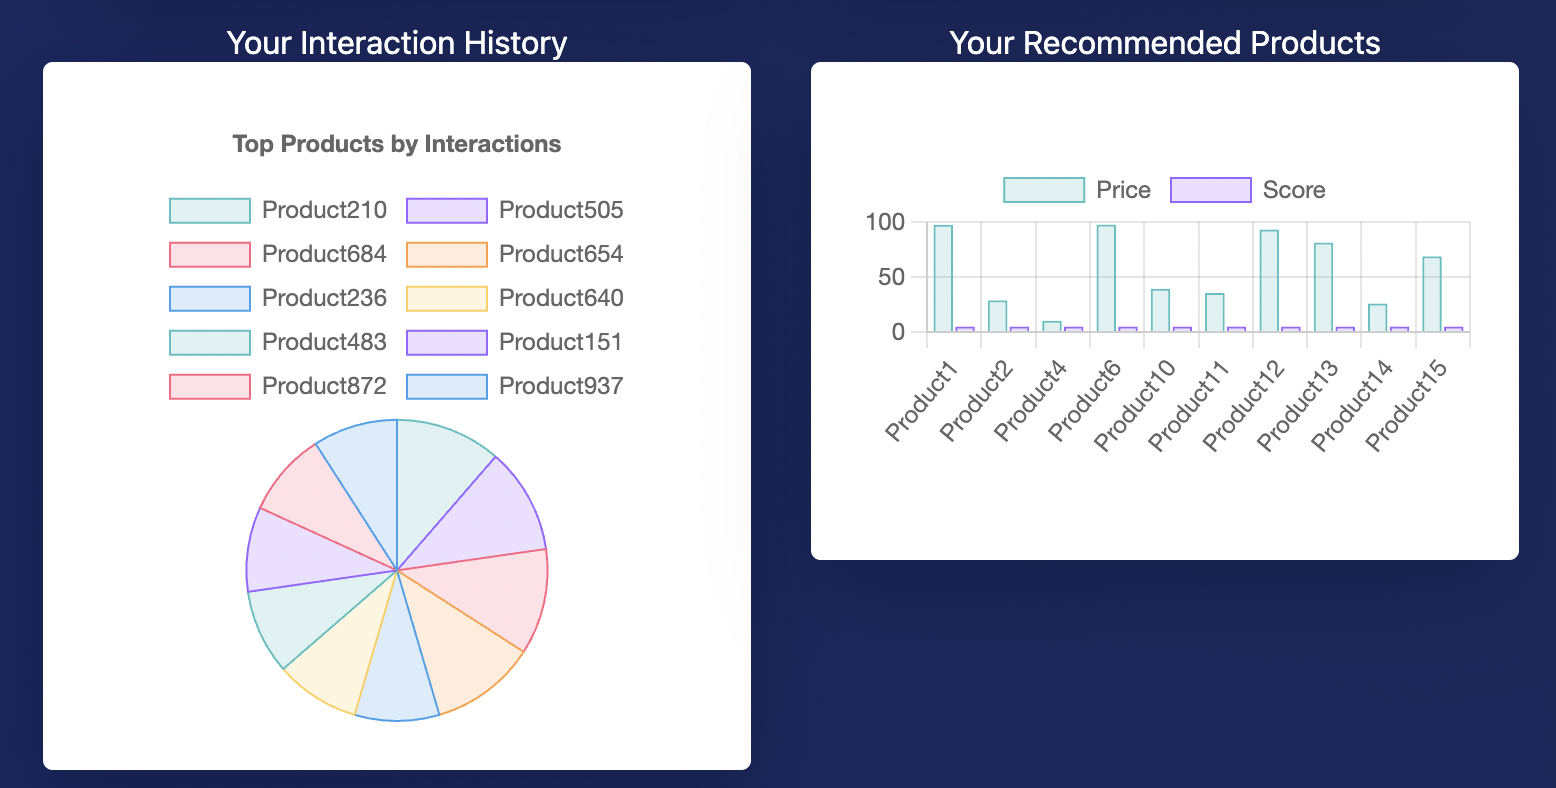 Your Interaction History
Top Products by Interactions
Product210 Product505
Product684 Product654
Product236 Product640
Product483 Product151
Product872 Product937
Your Recommended Products
Price Score
100
50
0
Product1
Product2
Product4
Product6
Product10
Product11
Product12
Product13
Product14
Product15